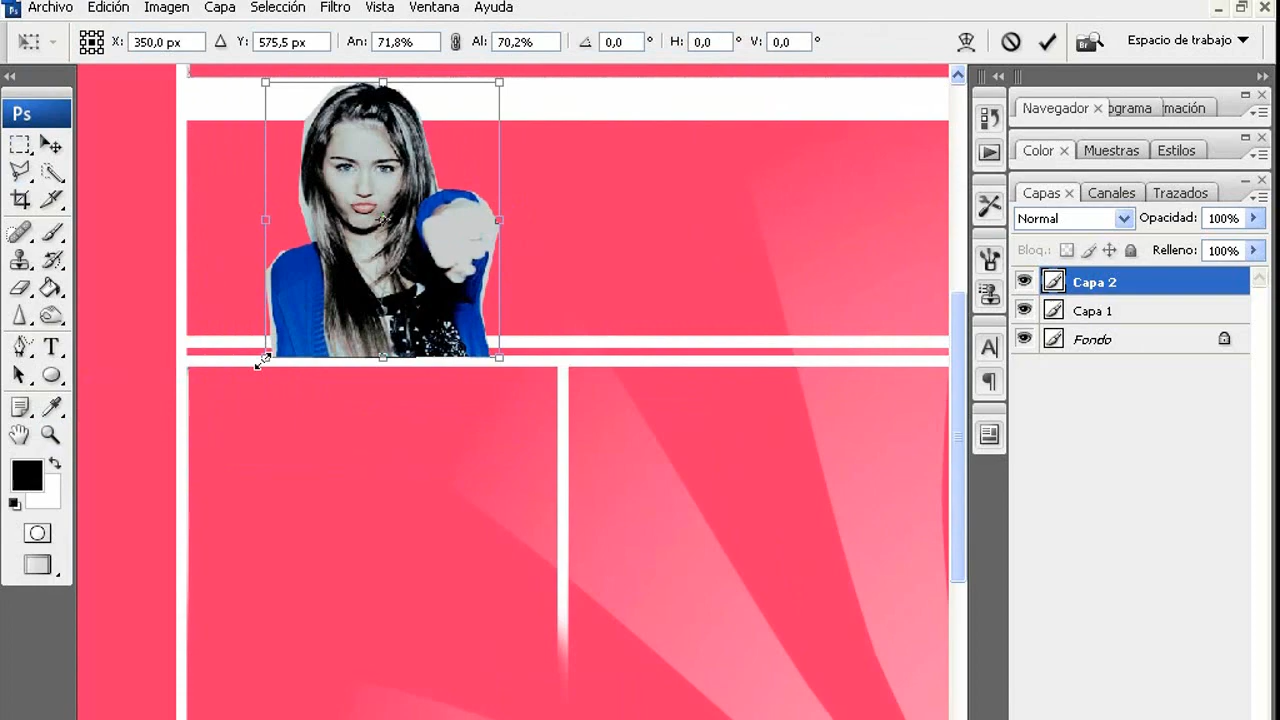 Ps Archivo Edición Imagen Capa Selección Filtro Vista Ventana Ayuda
X: 350,0 px Y: 575,5 px An: 71,8% Al: 70,2% 0,0 ° H: 0,0 ° V: 0,0 ° Br Espacio de trabajo
Ps
Navegador × ograma mación
Color × Muestras Estilos
Capas × Canales Trazados
Normal Opacidad: 100%
Bloq.: Relleno: 100%
Capa 2
Capa 1
Fondo
T
A